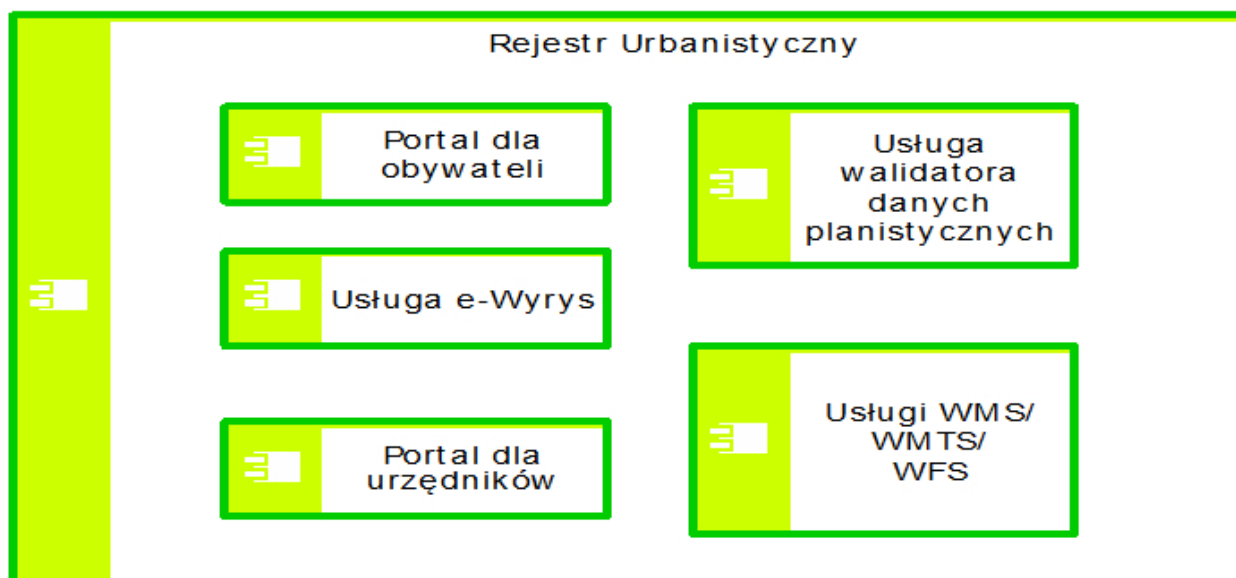 Rejestr Urbanistyczny
Portal dla
obywateli
Usługa e-Wyrys
Portal dla
urzędników
Usługa
walidatora
danych
planistycznych
Usługi WMS/
WMTS/
WFS